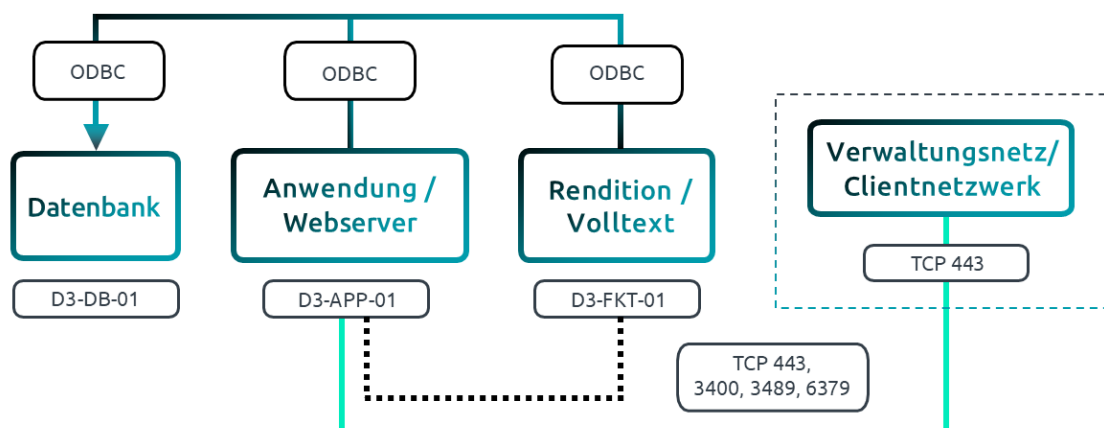 ODBC
ODBC
ODBC
Datenbank
Anwendung /
Webserver
Rendition /
Volltext
Verwaltungsnetz/
Clientnetzwerk
TCP 443
D3-DB-01
D3-APP-01
D3-FKT-01
TCP 443,
3400, 3489, 6379